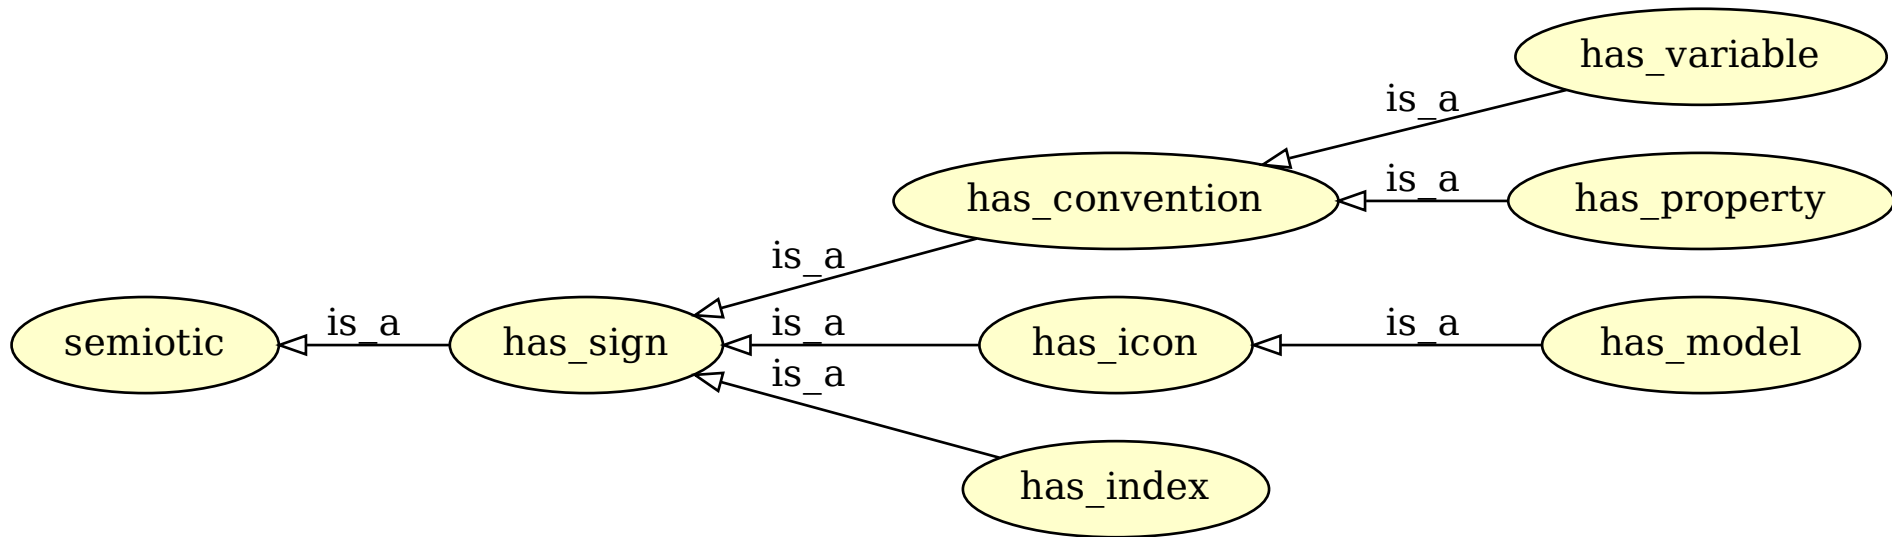 has_variable
is_a
has_convention
is_a
has_property
is_a
semiotic
is_a
has_sign
is_a
has_icon
is_a
has_model
is_a
has_index